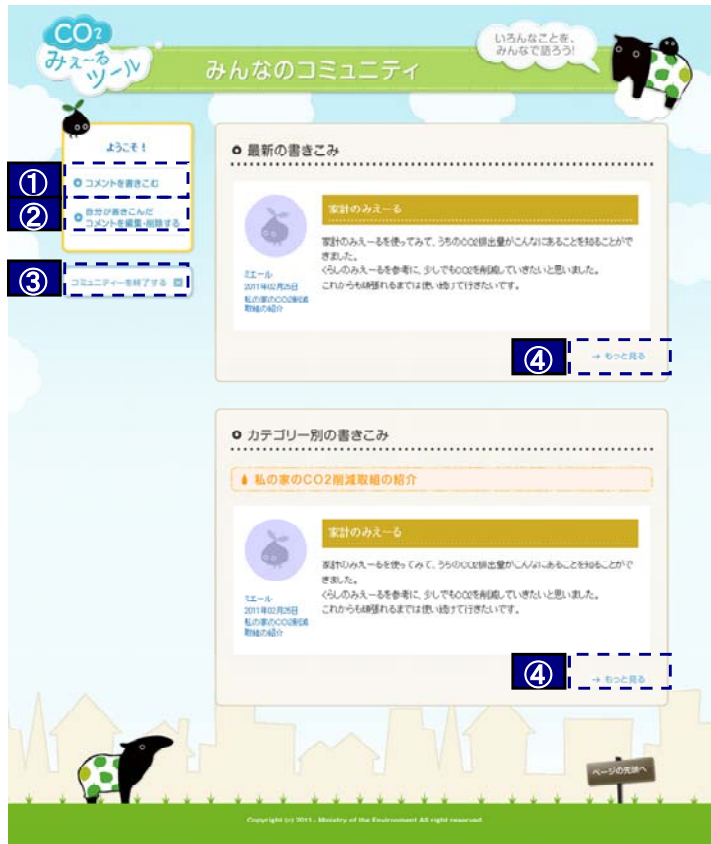 CO2
みえ~る
ツール
みんなのコミュニティ
いろんなことを、
みんなで語ろう!
ようこそ!
① コメントを書きこむ
② 自分が書きこんだ
コメントを編集・削除する
③ コミュニティーを終了する
最新の書きこみ
家計のみえ~る
家計のみえーるを使ってみて、うちのCO2排出量がこんなにあることを知ることがで
きました。
くらしのみえーるを参考に、少しでもCO2を削減していきたいと思いました。
これからも頑張れるまでは使い続けて行きたいです。
ミエール
2011年02月25日
私の家のCO2削減
取組の紹介
④ → もっと見る
カテゴリー別の書きこみ
私の家のCO2削減取組の紹介
家計のみえ~る
家計のみえーるを使ってみて、うちのCO2排出量がこんなにあることを知ることがで
きました。
くらしのみえーるを参考に、少しでもCO2を削減していきたいと思いました。
これからも頑張れるまでは使い続けて行きたいです。
ミエール
2011年02月25日
私の家のCO2削減
取組の紹介
④ → もっと見る
ページの先頭へ
Copyright (c) 2011 - Ministry of the Environment All right reserved.